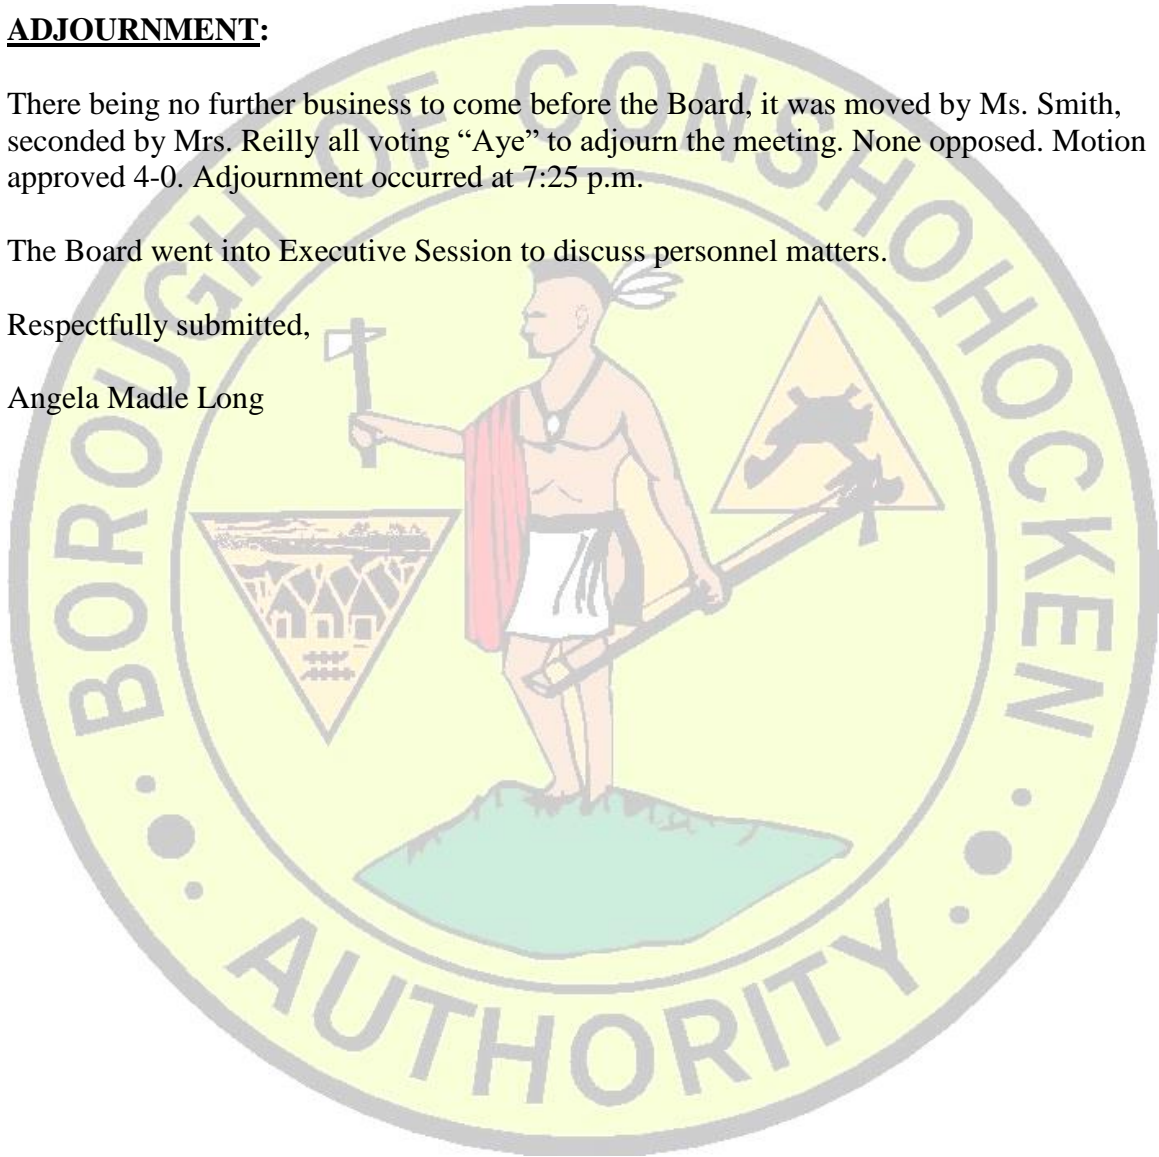 ADJOURNMENT:
There being no further business to come before the Board, it was moved by Ms. Smith,
seconded by Mrs. Reilly all voting “Aye” to adjourn the meeting. None opposed. Motion
approved 4-0. Adjournment occurred at 7:25 p.m.
The Board went into Executive Session to discuss personnel matters.
Respectfully submitted,
Angela Madle Long
BOROUGH OF CONSHOHOCKEN
AUTHORITY